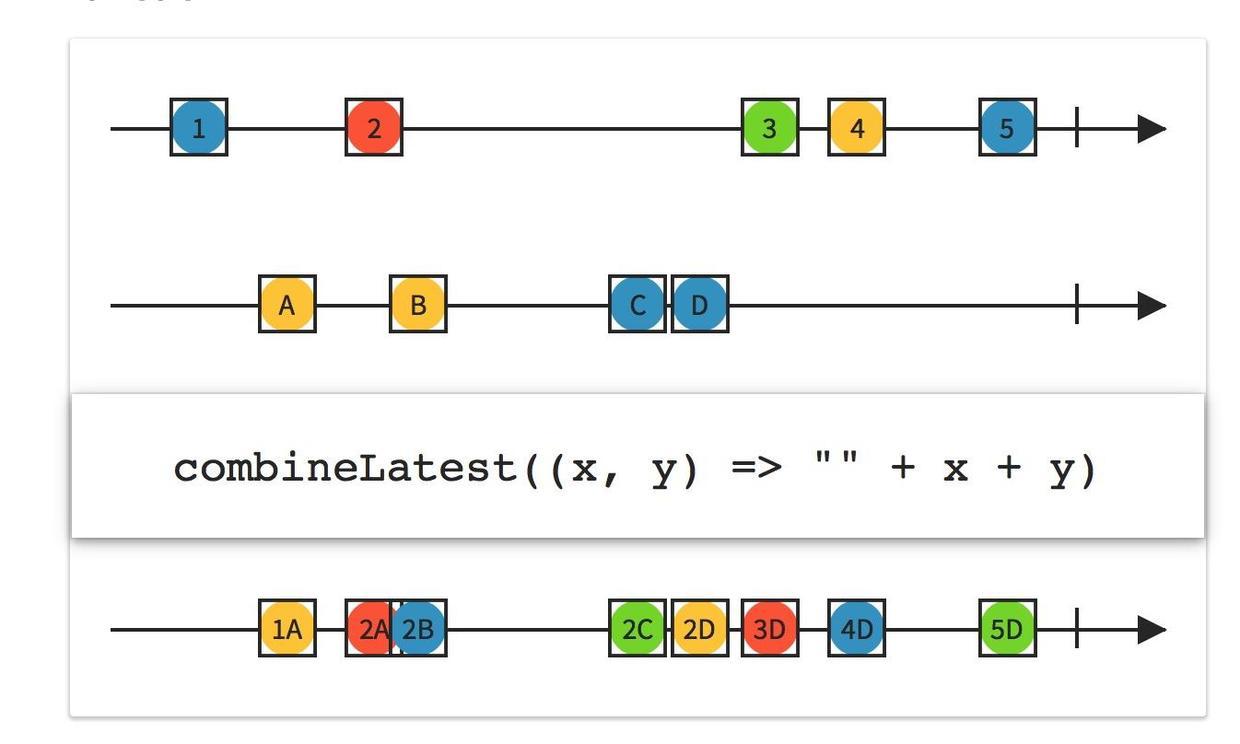 1 2 3 4 5
A B C D
combineLatest((x, y) => "" + x + y)
1A 2A 2B 2C 2D 3D 4D 5D